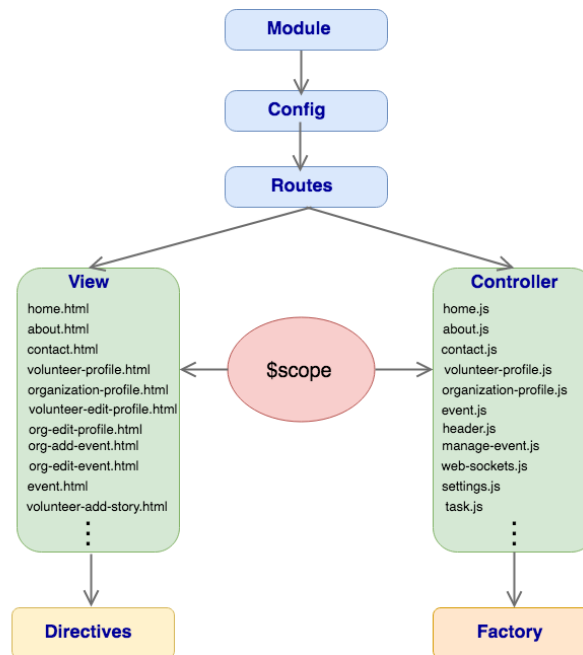 Module
Config
Routes
View
home.html
about.html
contact.html
volunteer-profile.html
organization-profile.html
volunteer-edit-profile.html
org-edit-profile.html
org-add-event.html
org-edit-event.html
event.html
volunteer-add-story.html
$scope
Controller
home.js
about.js
contact.js
volunteer-profile.js
organization-profile.js
event.js
header.js
manage-event.js
web-sockets.js
settings.js
task.js
Directives
Factory